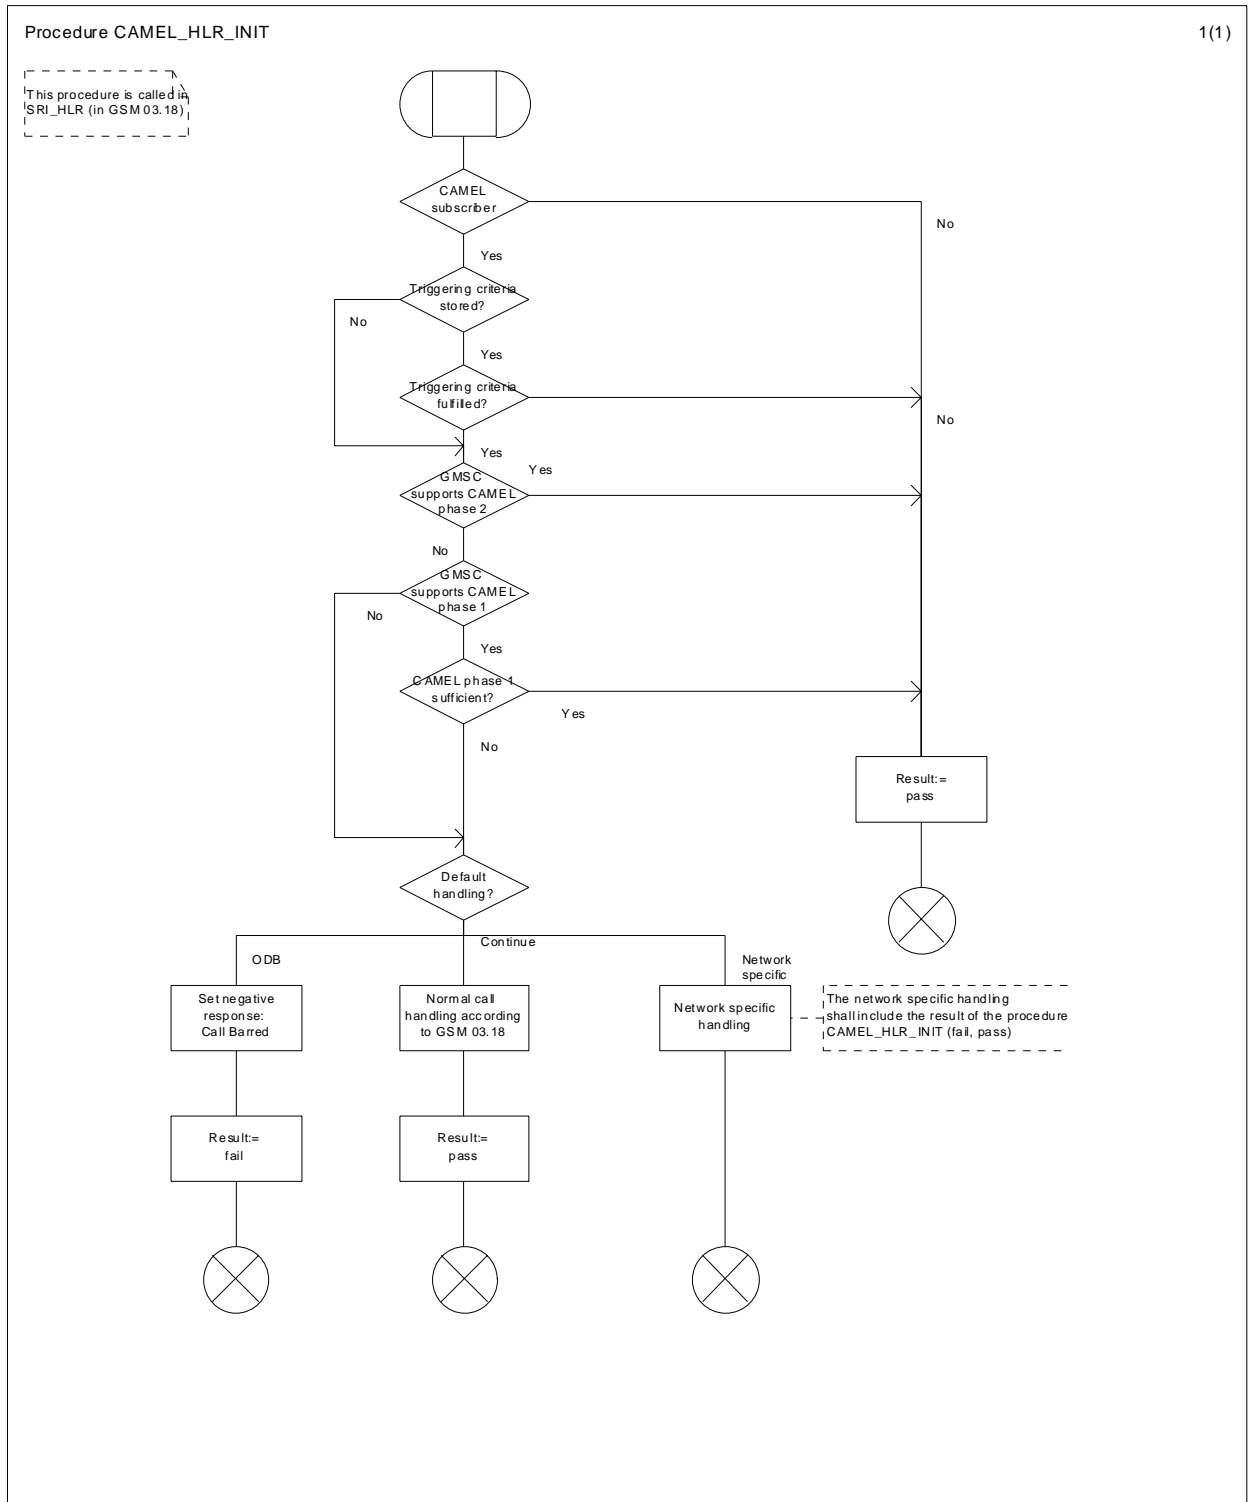 Procedure CAMEL_HLR_INIT
1(1)
This procedure is called in
SRI_HLR (in GSM 03.18)
CAMEL
subscriber
No
Yes
Triggering criteria
stored?
No
Yes
Triggering criteria
fulfilled?
No
Yes
Yes
GMSC
supports CAMEL
phase 2
No
GMSC
supports CAMEL
phase 1
No
Yes
CAMEL phase 1
sufficient?
Yes
No
Result:=
pass
Default
handling?
Continue
ODB
Network
specific
Set negative
response:
Call Barred
Normal call
handling according
to GSM 03.18
Network specific
handling
The network specific handling
shall include the result of the procedure
CAMEL_HLR_INIT (fail, pass)
Result:=
fail
Result:=
pass